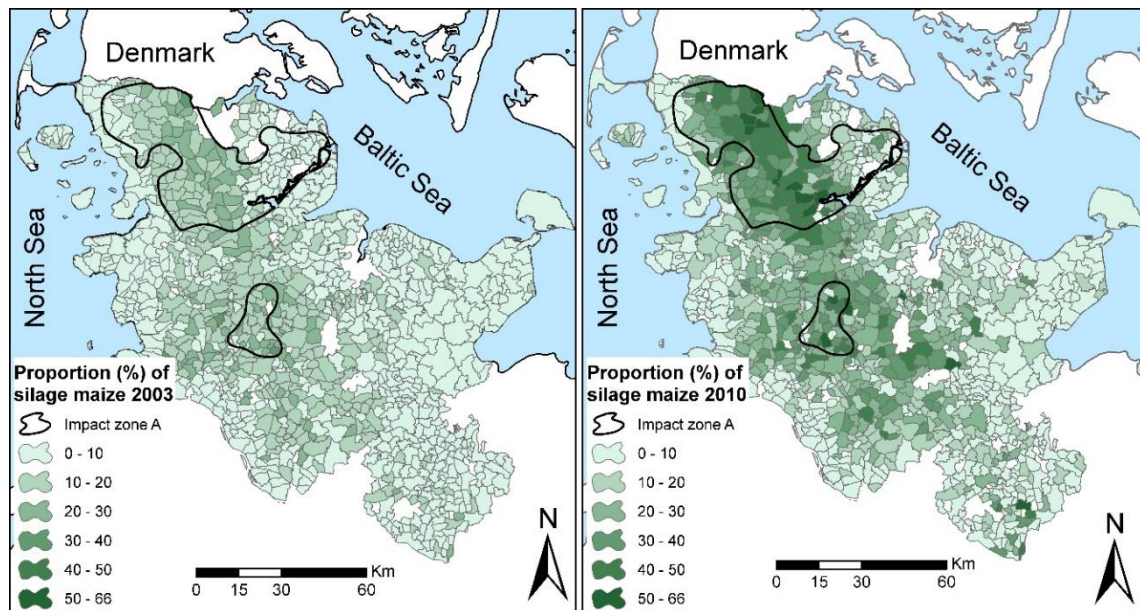 Denmark
Baltic Sea
North Sea
Proportion (%) of
silage maize 2003
Impact zone A
0 - 10
10 - 20
20 - 30
30 - 40
40 - 50
50 - 66
Km
0 15 30 60
N
Denmark
Baltic Sea
North Sea
Proportion (%) of
silage maize 2010
Impact zone A
0 - 10
10 - 20
20 - 30
30 - 40
40 - 50
50 - 66
Km
0 15 30 60
N